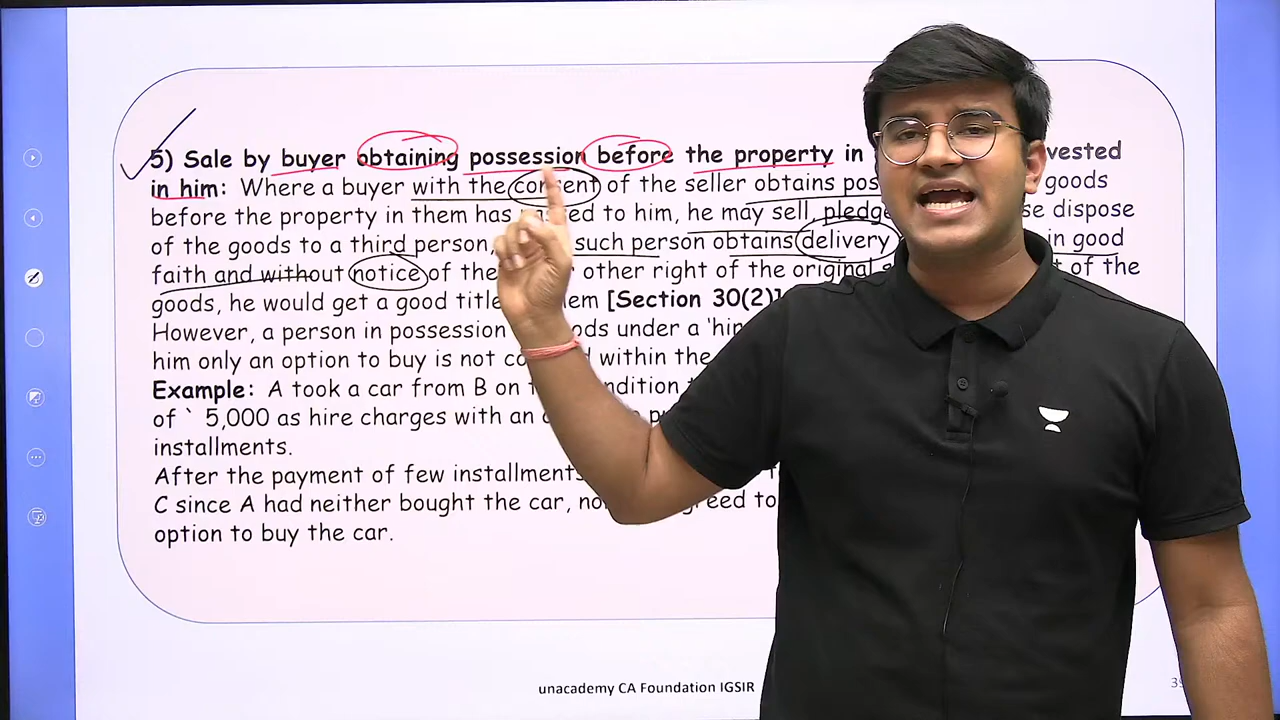 5) Sale by buyer obtaining possession before the property in vested
in him: Where a buyer with the consent of the seller obtains pos goods
before the property in them has passed to him, he may sell, pledge se dispose
of the goods to a third person, such person obtains delivery in good
faith and without notice of the other right of the original of the
goods, he would get a good title em [Section 30(2)]
However, a person in possession ods under a 'hir
him only an option to buy is not co d within the
Example: A took a car from B on ndition
of ` 5,000 as hire charges with an
installments.
After the payment of few installments
C since A had neither bought the car, no reed to
option to buy the car.
unacademy CA Foundation IGSIR